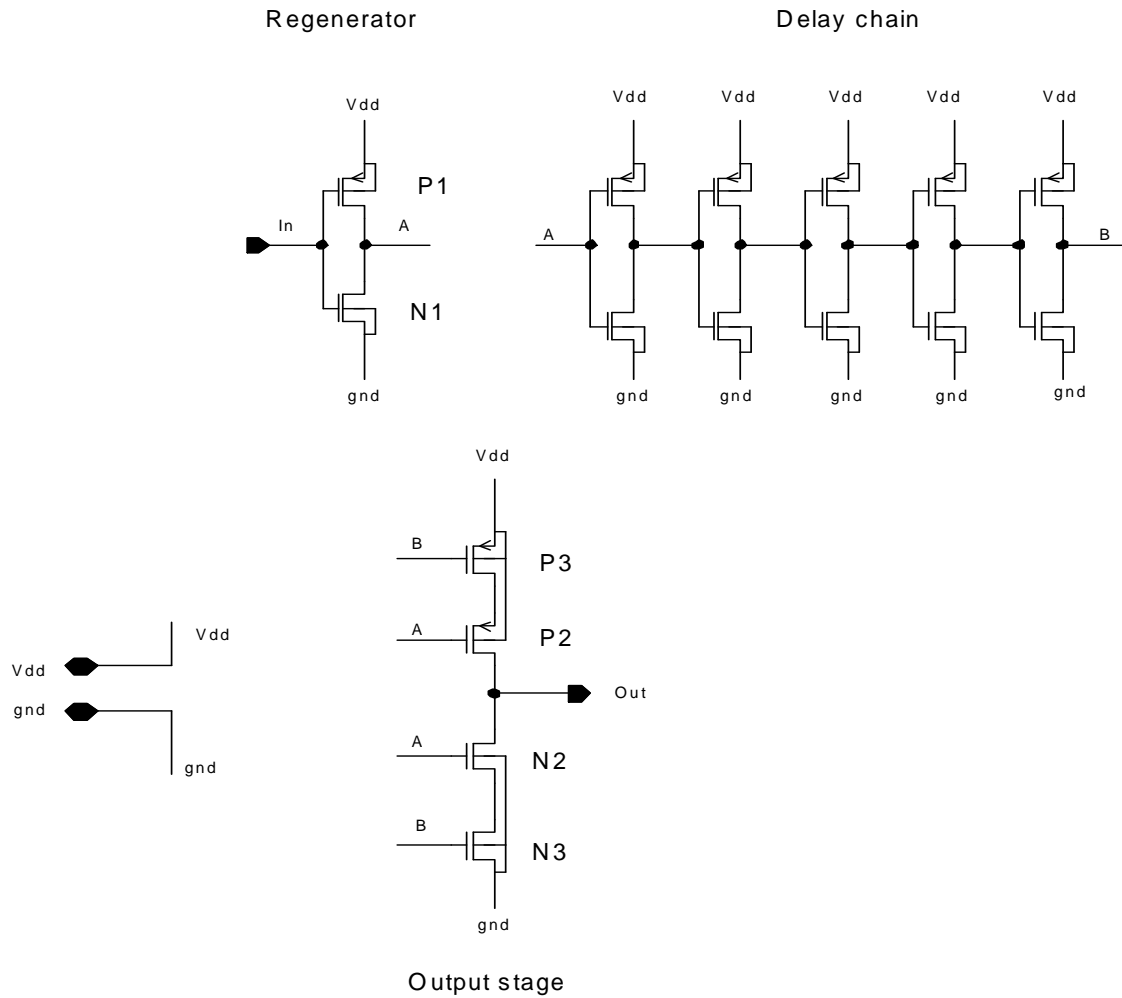 Regenerator
Delay chain
Vdd
Vdd
Vdd
Vdd
Vdd
Vdd
P1
In
A
A
B
N1
gnd
gnd
gnd
gnd
gnd
gnd
Vdd
B
P3
A
P2
Vdd
Vdd
gnd
gnd
Out
A
N2
B
N3
gnd
Output stage